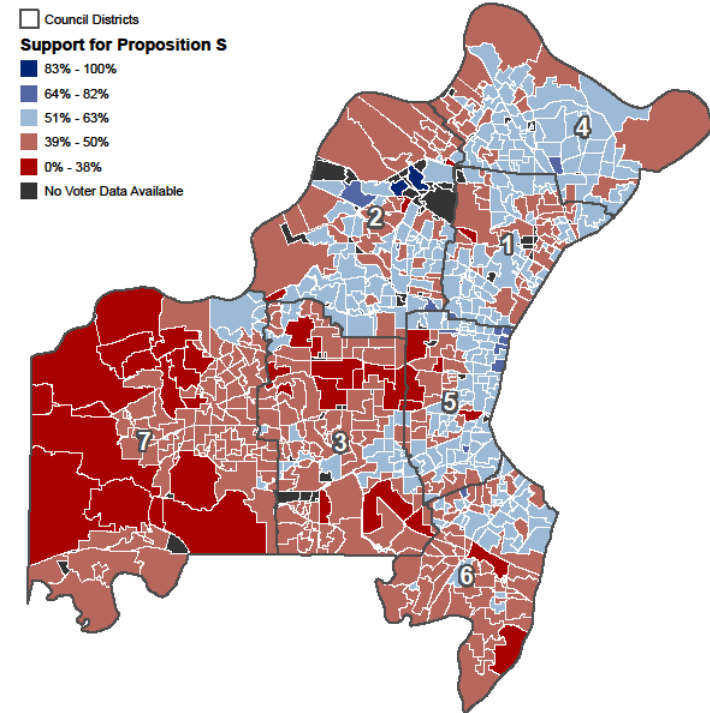 Council Districts
Support for Proposition S
83% - 100%
64% - 82%
51% - 63%
39% - 50%
0% - 38%
No Voter Data Available
4
2
1
5
7
3
6